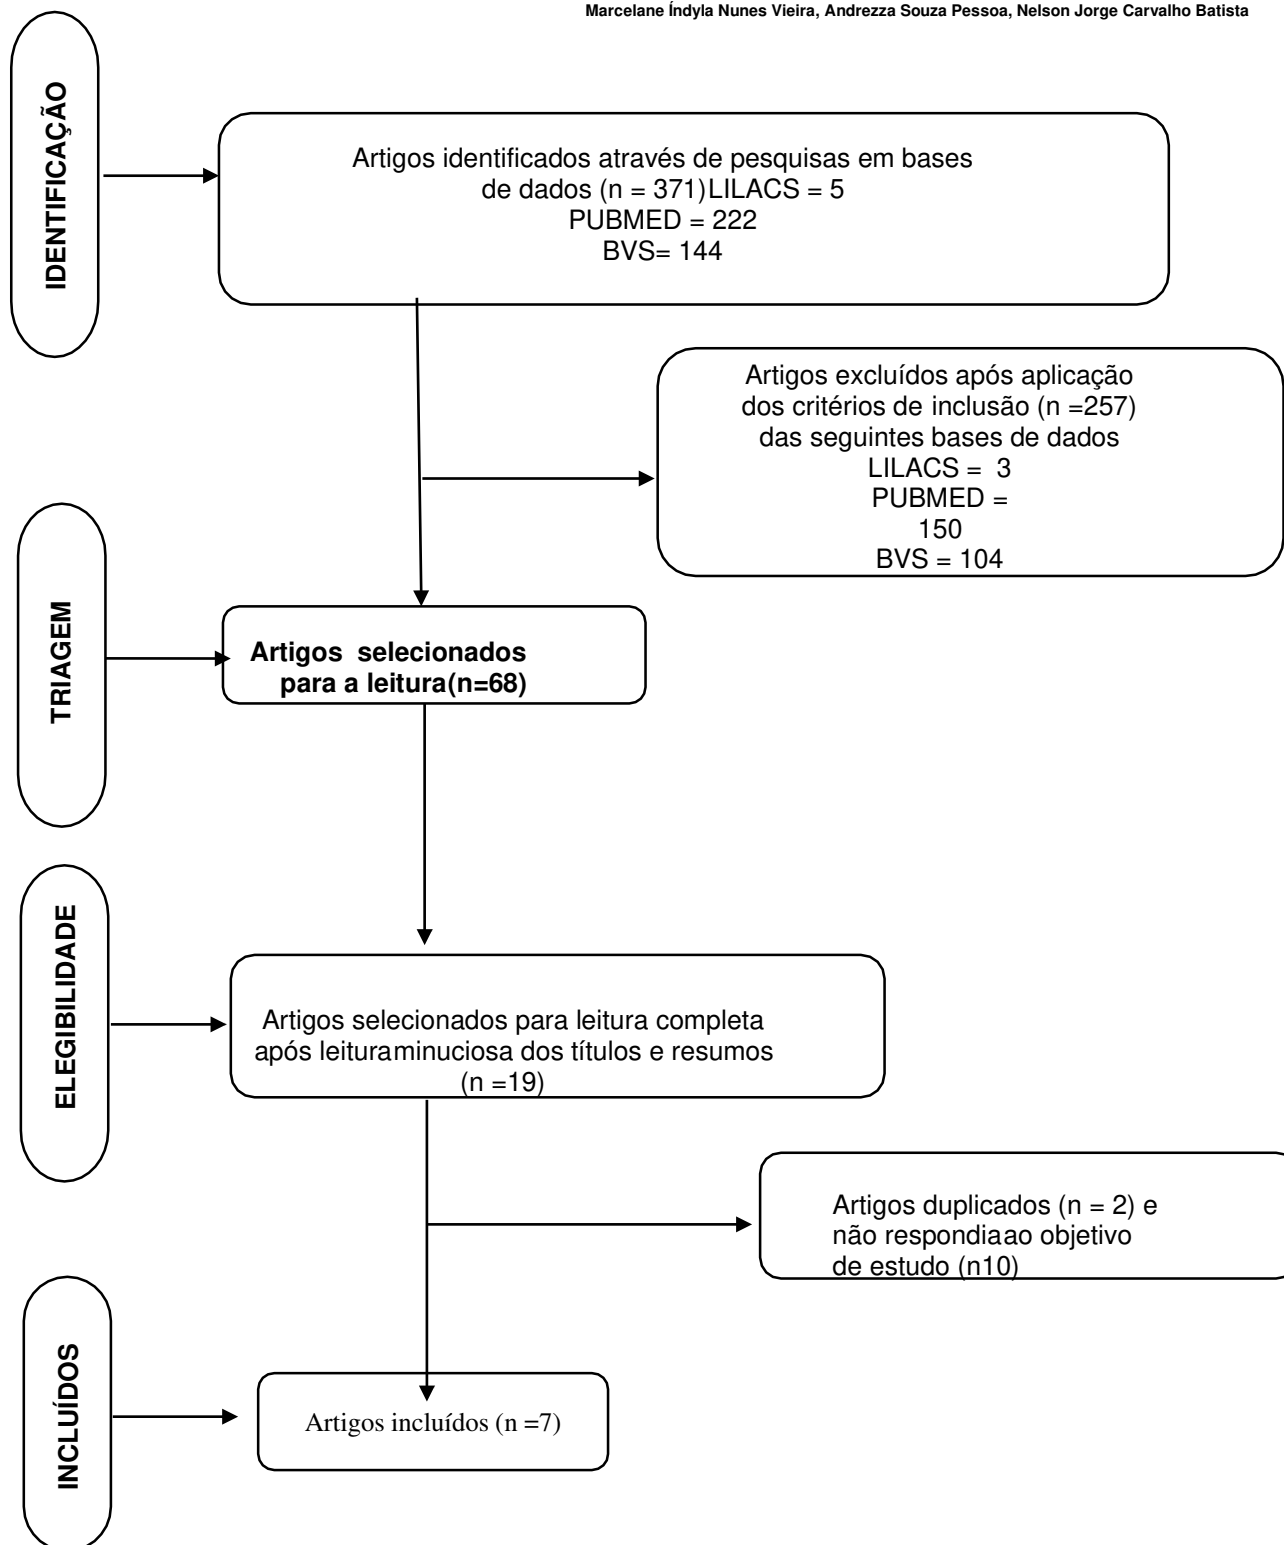 Marcelane Índyla Nunes Vieira, Andrezza Souza Pessoa, Nelson Jorge Carvalho Batista
IDENTIFICAÇÃO
Artigos identificados através de pesquisas em bases
de dados (n = 371)LILACS = 5
PUBMED = 222
BVS= 144
Artigos excluídos após aplicação
dos critérios de inclusão (n =257)
das seguintes bases de dados
LILACS = 3
PUBMED =
150
BVS = 104
TRIAGEM
Artigos selecionados
para a leitura(n=68)
ELEGIBILIDADE
Artigos selecionados para leitura completa
após leituraminuciosa dos títulos e resumos
(n =19)
Artigos duplicados (n = 2) e
não respondiaao objetivo
de estudo (n10)
INCLUÍDOS
Artigos incluídos (n =7)